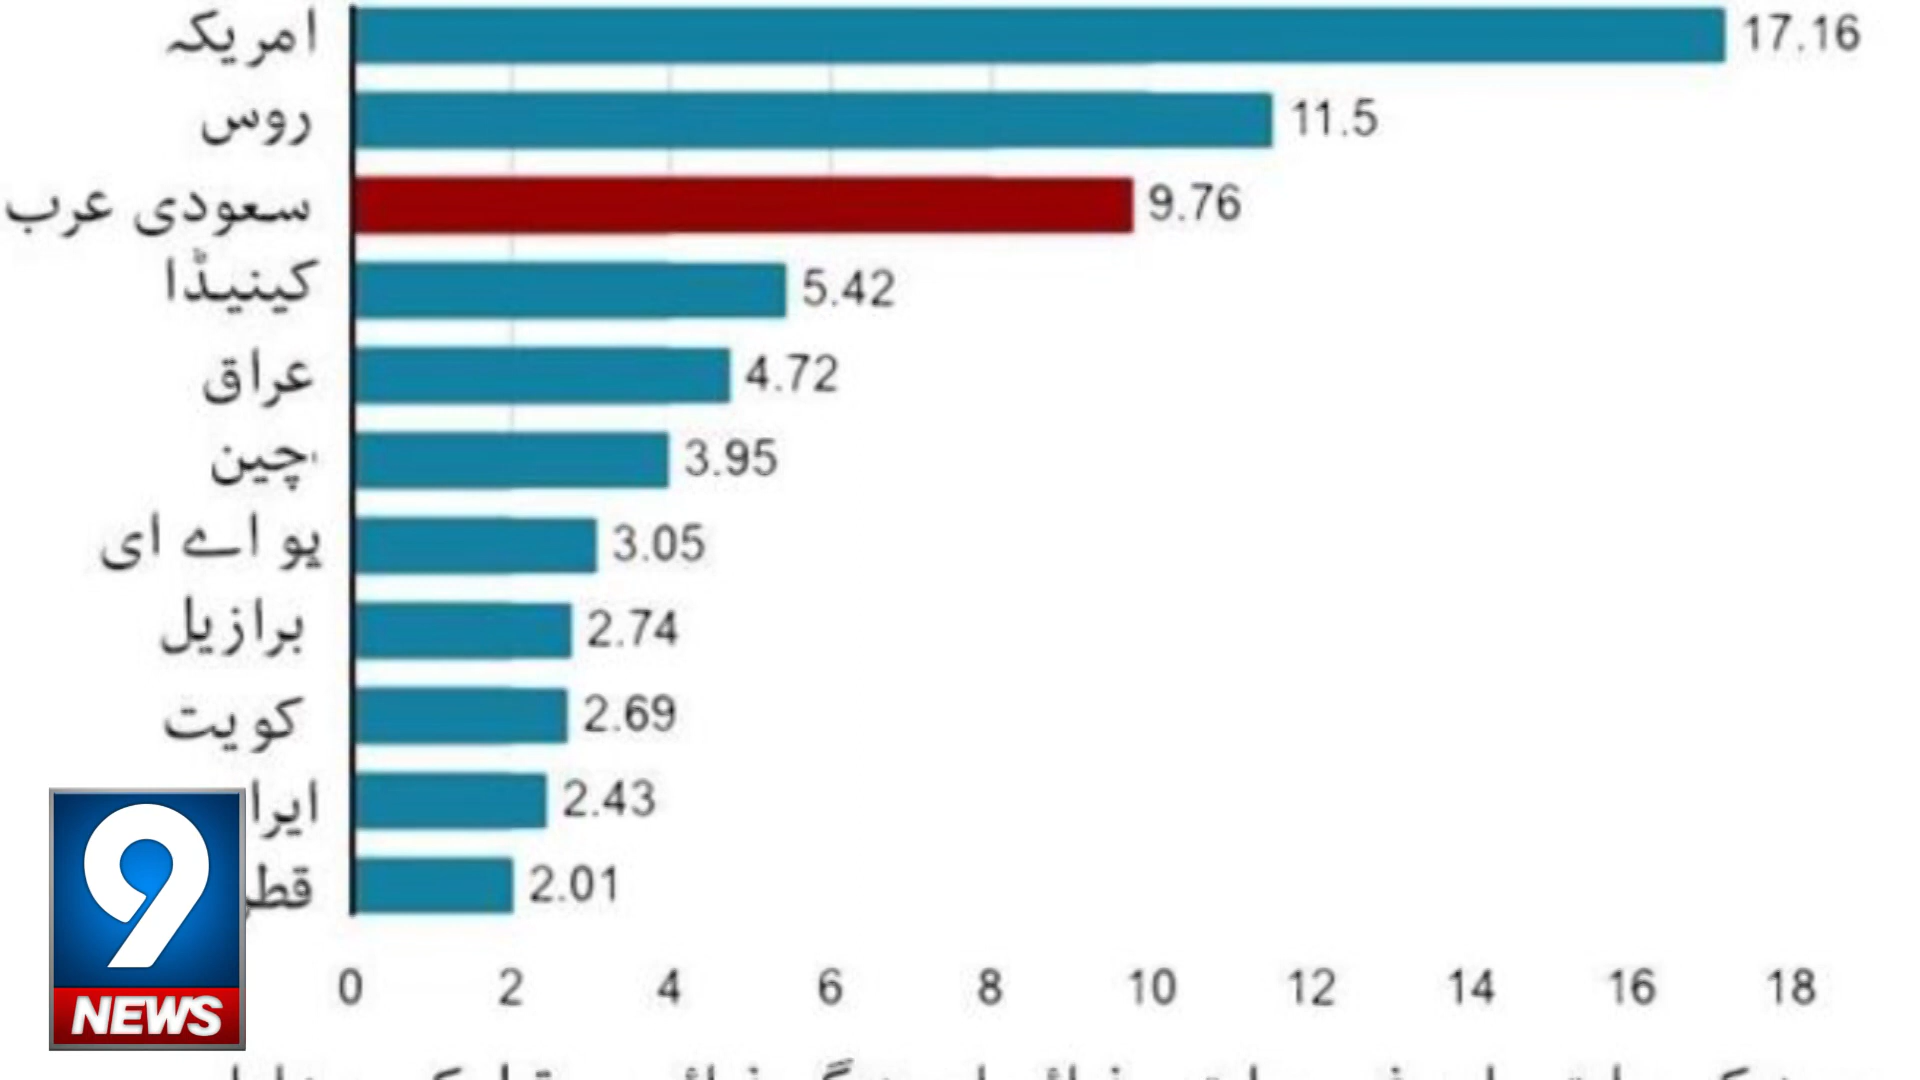 امریکہ 17.16
روس 11.5
سعودی عرب 9.76
کینیڈا 5.42
عراق 4.72
چین 3.95
یو اے ای 3.05
برازیل 2.74
کویت 2.69
ایرا 2.43
قطر 2.01
0 2 4 6 8 10 12 14 16 18
9
NEWS